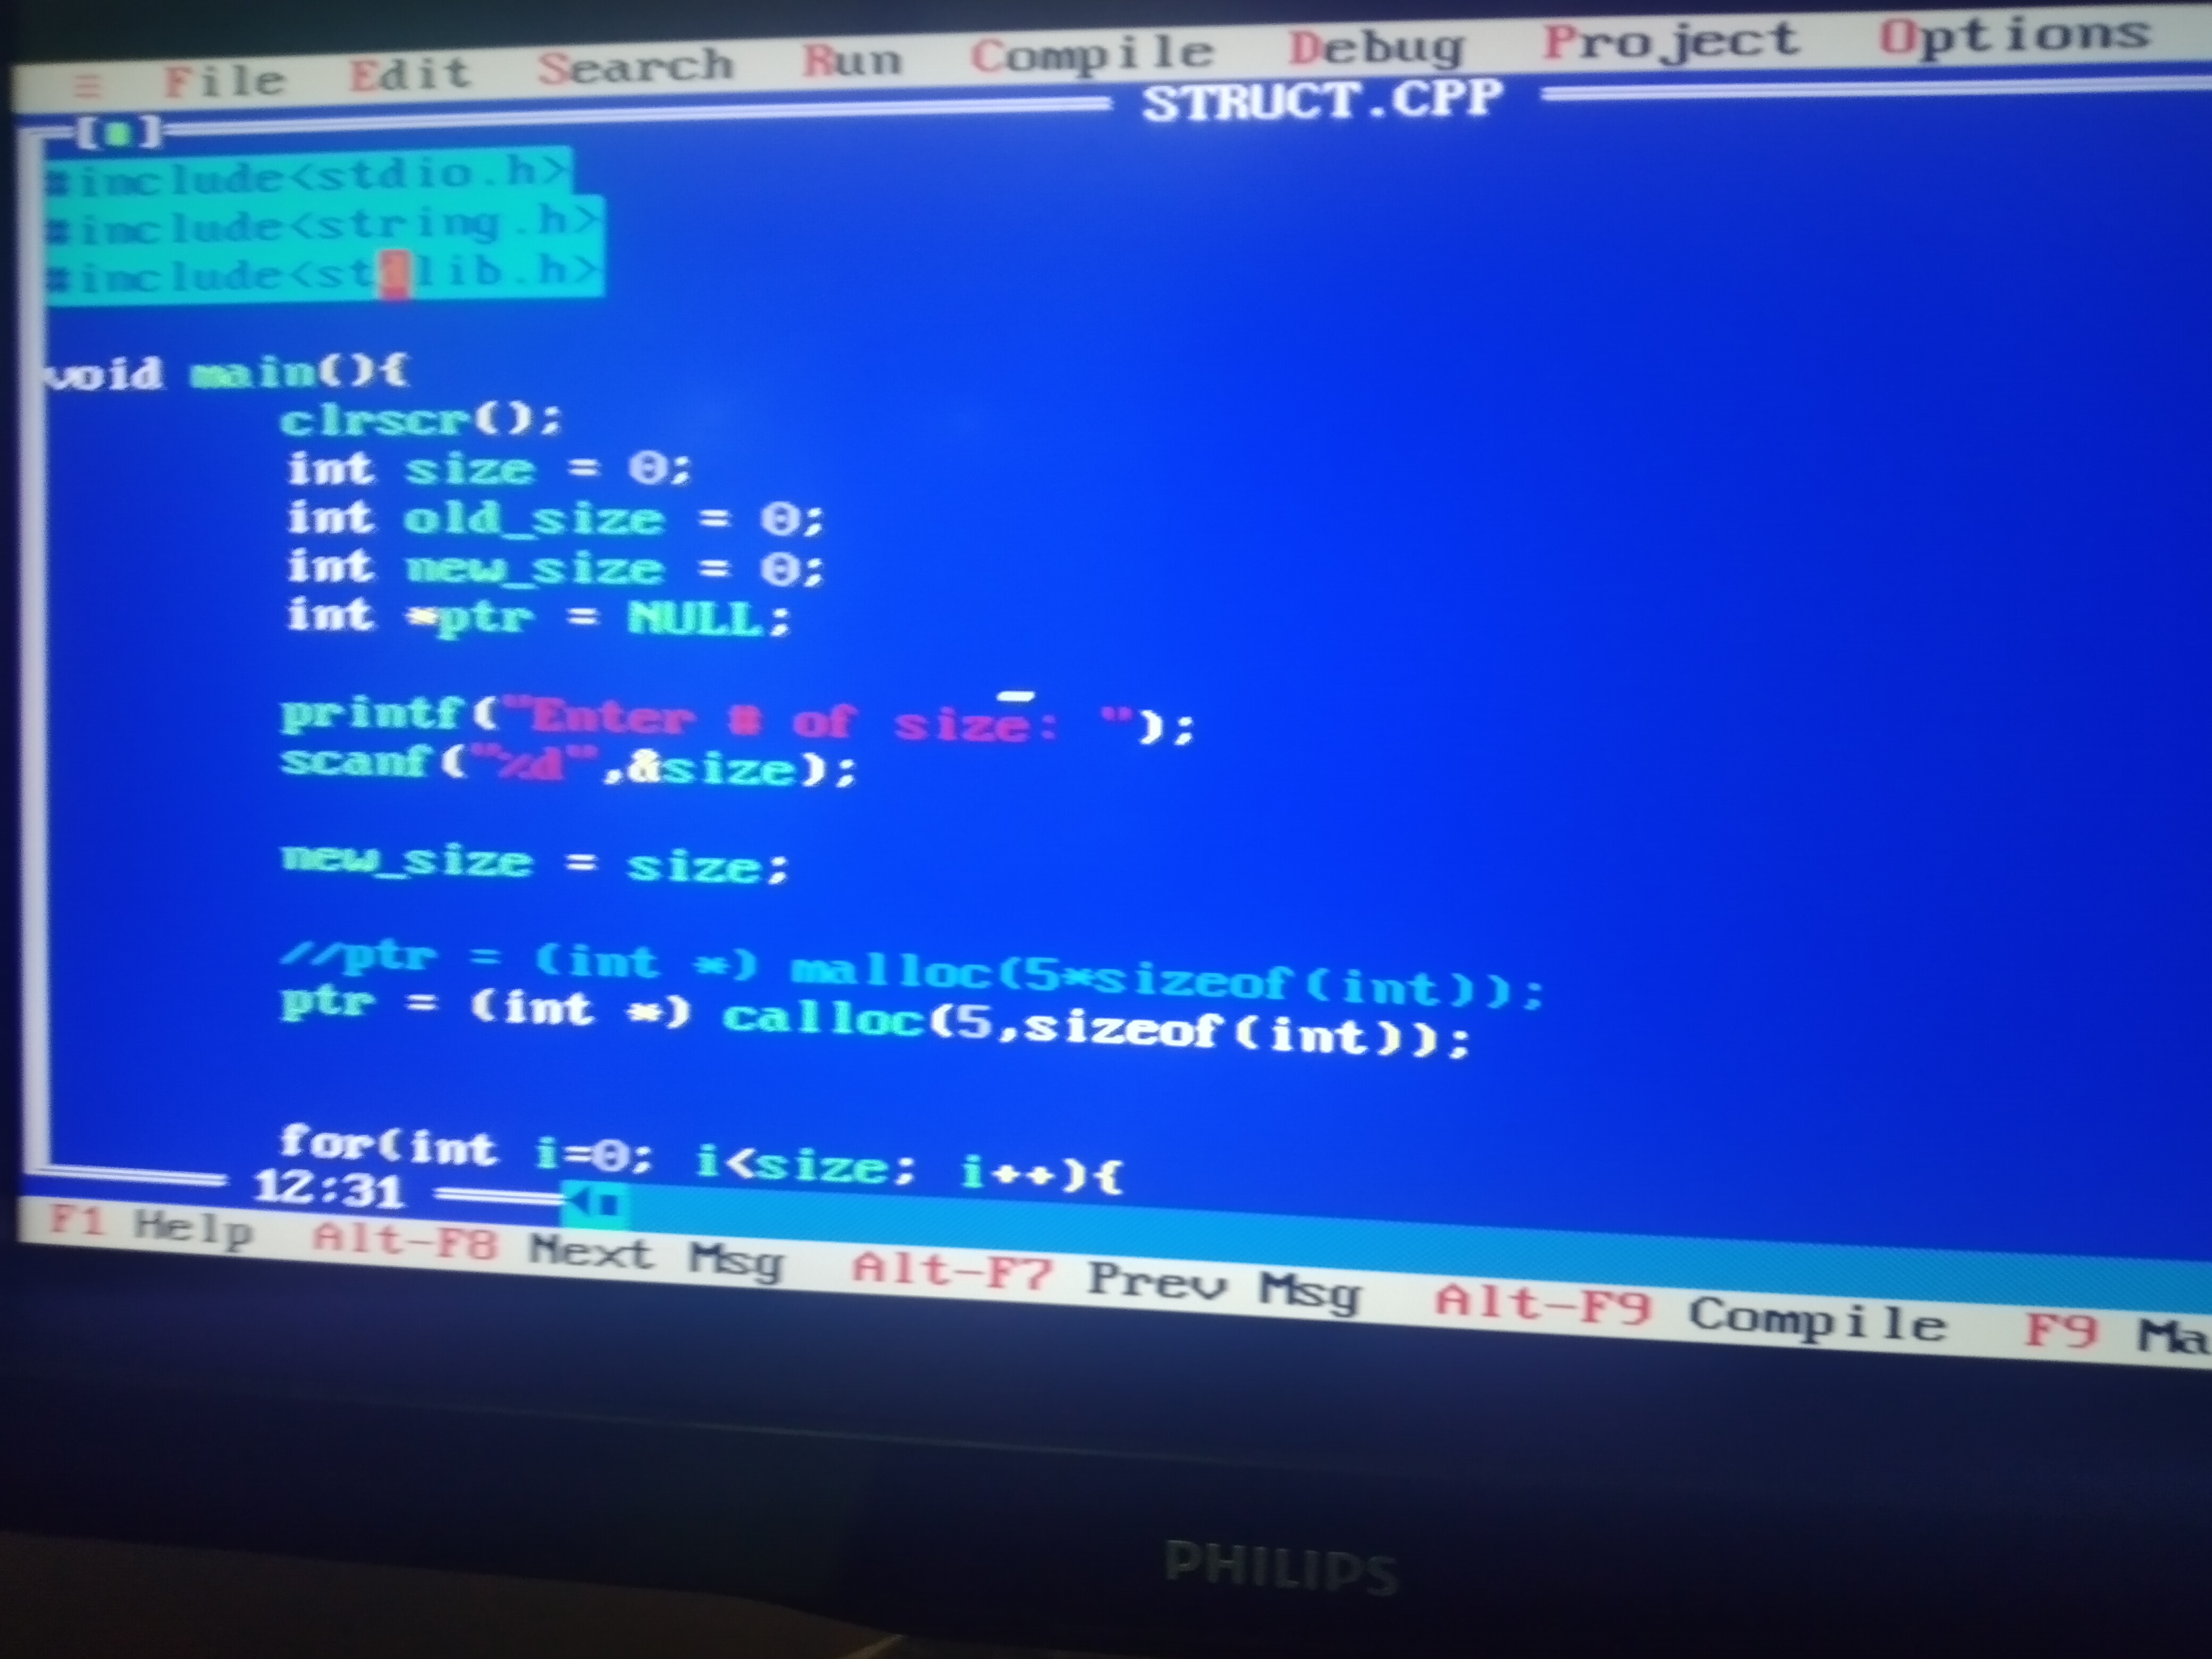 ≡ File Edit Search Run Compile Debug Project Options
[■] STRUCT.CPP
#include<stdio.h>
#include<string.h>
#include<stdlib.h>
void main(){
clrscr();
int size = 0;
int old_size = 0;
int new_size = 0;
int *ptr = NULL;
printf("Enter # of size: ");
scanf("%d",&size);
new_size = size;
//ptr = (int *) malloc(5*sizeof(int));
ptr = (int *) calloc(5,sizeof(int));
for(int i=0; i<size; i++){
12:31
F1 Help Alt-F8 Next Msg Alt-F7 Prev Msg Alt-F9 Compile F9 Ma
PHILIPS